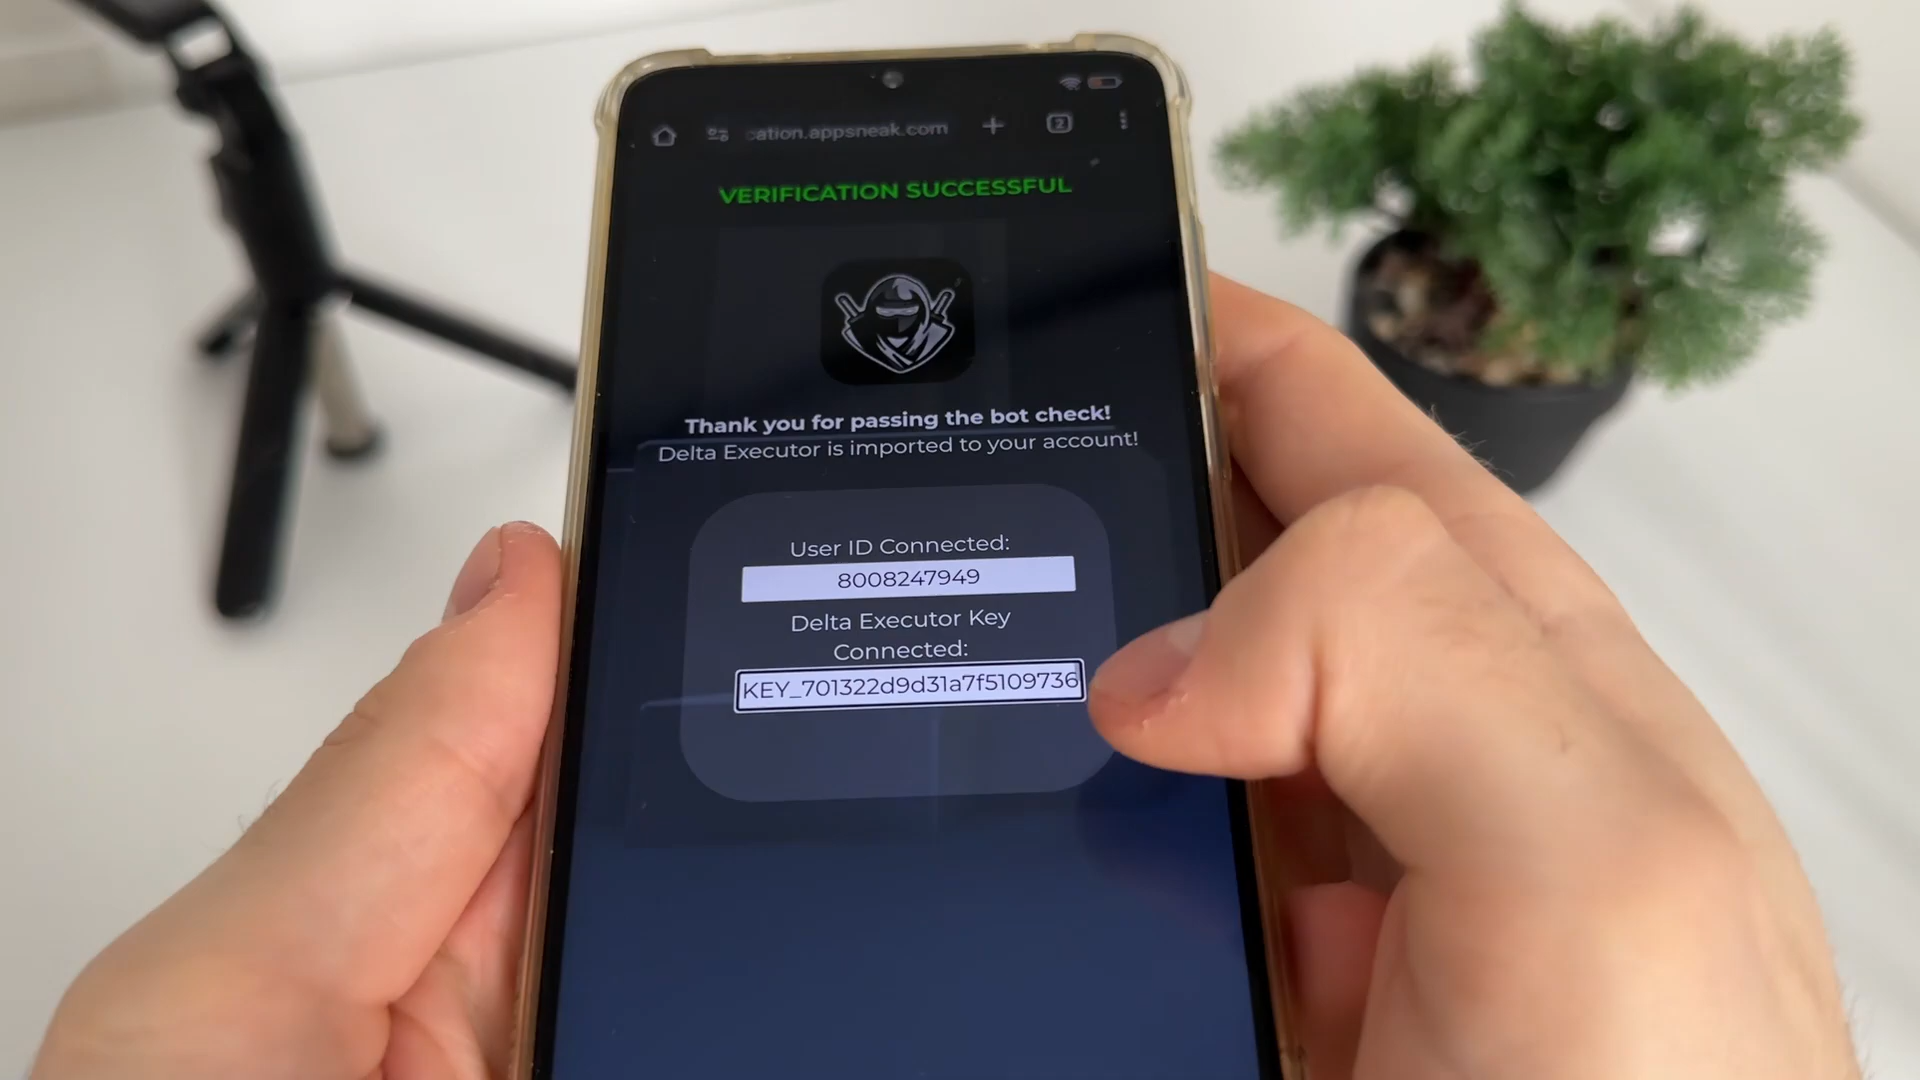 cation.appsneak.com
2
VERIFICATION SUCCESSFUL
Thank you for passing the bot check!
Delta Executor is imported to your account!
User ID Connected:
8008247949
Delta Executor Key
Connected:
KEY_701322d9d31a7f5109736